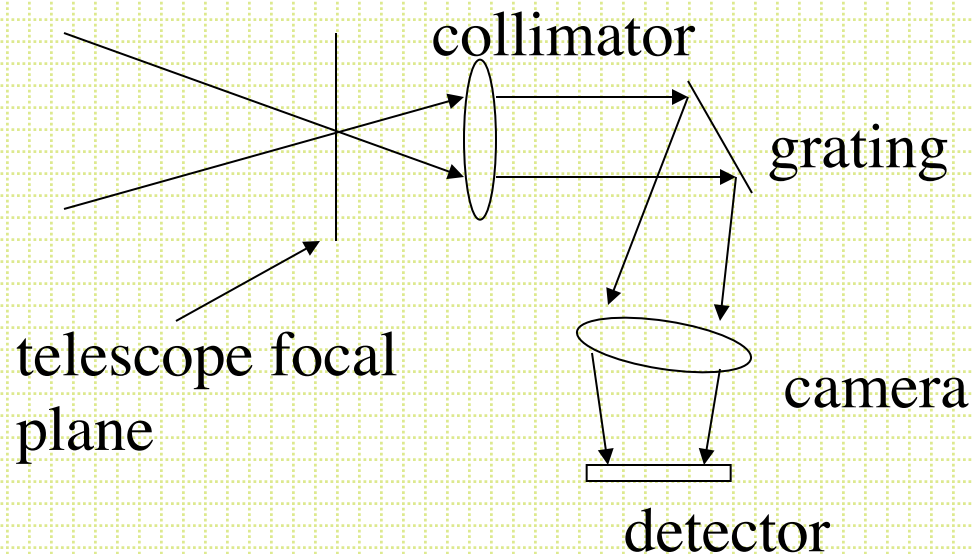 collimator
grating
telescope focal
plane
camera
detector